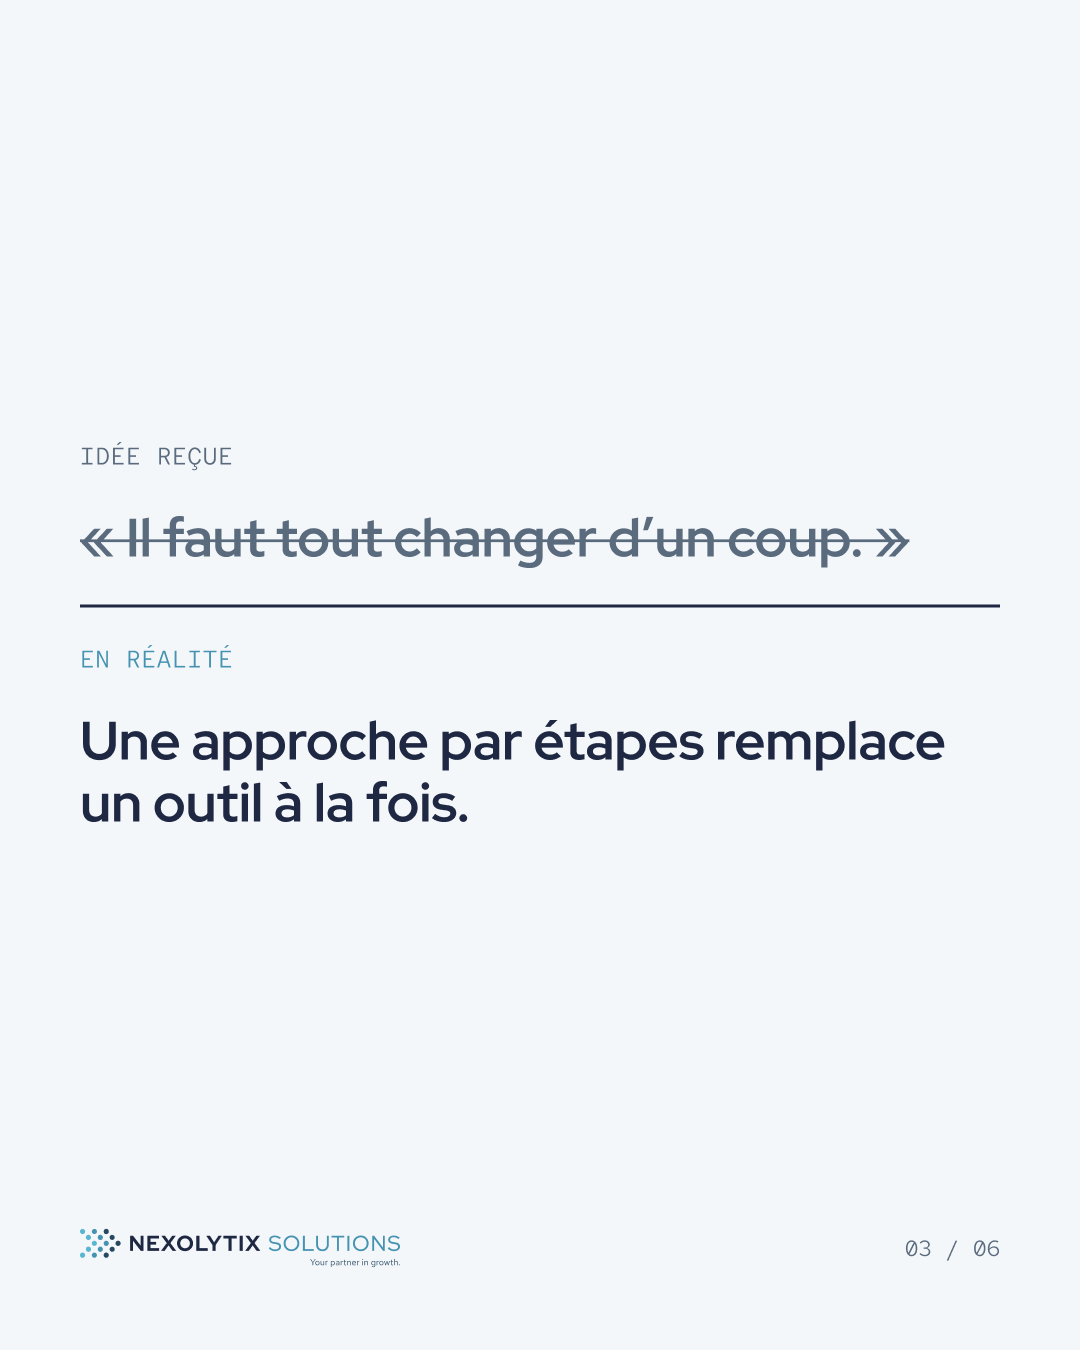 IDÉE REÇUE
« Il faut tout changer d’un coup. »
EN RÉALITÉ
Une approche par étapes remplace
un outil à la fois.
NEXOLYTIX SOLUTIONS
Your partner in growth.
03 / 06